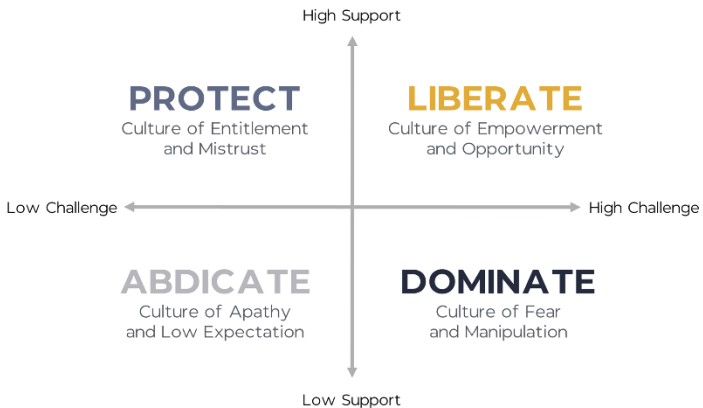 High Support
PROTECT
Culture of Entitlement
and Mistrust
LIBERATE
Culture of Empowerment
and Opportunity
Low Challenge
High Challenge
ABDICATE
Culture of Apathy
and Low Expectation
DOMINATE
Culture of Fear
and Manipulation
Low Support